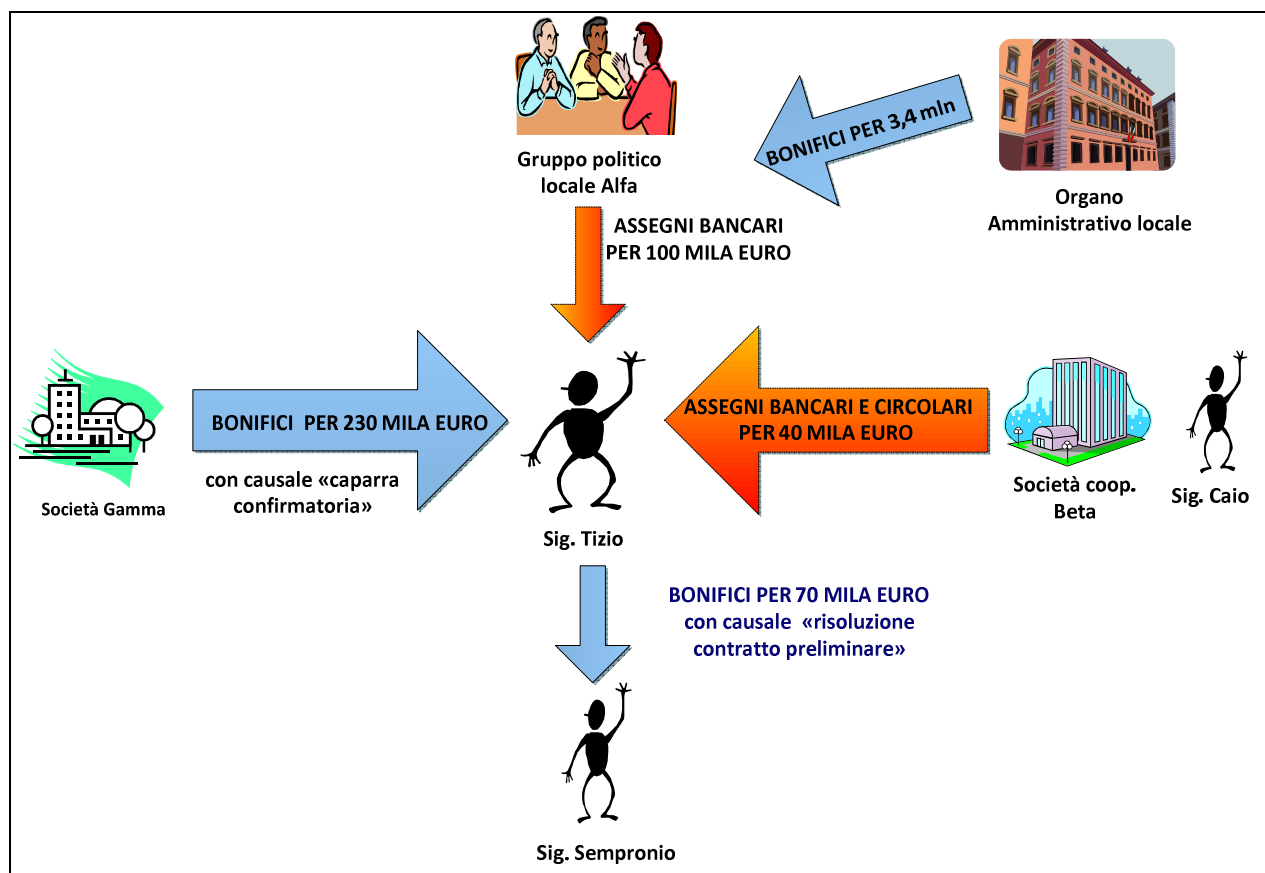 BONIFICI PER 3,4 mln
Gruppo politico
locale Alfa
Organo
Amministrativo locale
ASSEGNI BANCARI
PER 100 MILA EURO
BONIFICI PER 230 MILA EURO
con causale «caparra
confirmatoria»
Società Gamma
ASSEGNI BANCARI E CIRCOLARI
PER 40 MILA EURO
Società coop.
Beta
Sig. Caio
Sig. Tizio
BONIFICI PER 70 MILA EURO
con causale «risoluzione
contratto preliminare»
Sig. Sempronio